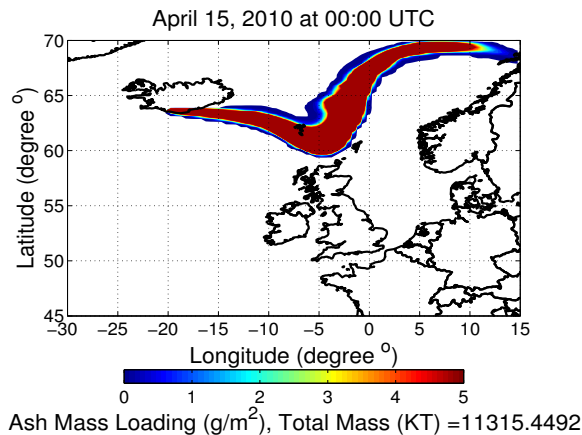 April 15, 2010 at 00:00 UTC
70
65
60
55
50
45
Latitude (degree °)
−30 −25 −20 −15 −10 −5 0 5 10 15
Longitude (degree °)
0 1 2 3 4 5
Ash Mass Loading (g/m²), Total Mass (KT) =11315.4492